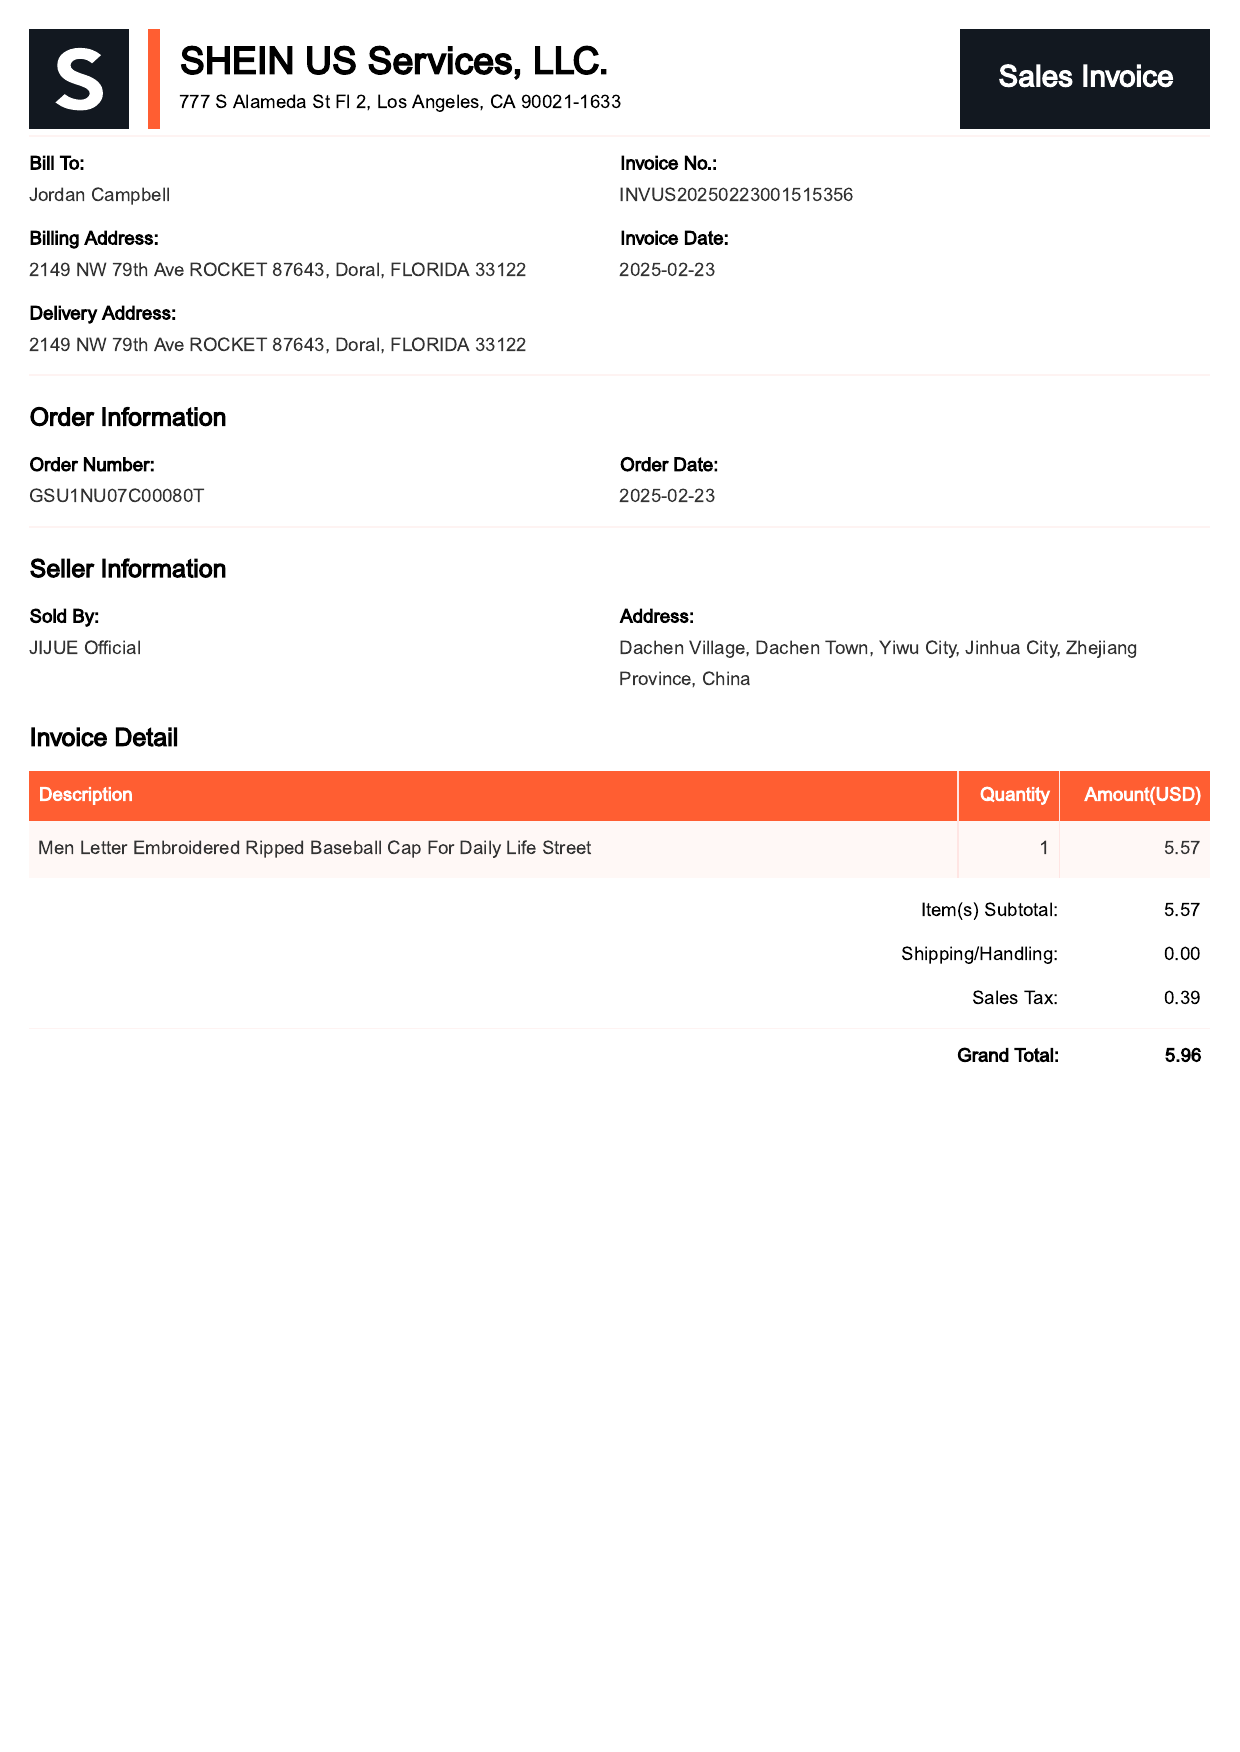 S
SHEIN US Services, LLC.
777 S Alameda St Fl 2, Los Angeles, CA 90021-1633
Sales Invoice
Bill To:
Jordan Campbell
Invoice No.:
INVUS20250223001515356
Billing Address:
2149 NW 79th Ave ROCKET 87643, Doral, FLORIDA 33122
Invoice Date:
2025-02-23
Delivery Address:
2149 NW 79th Ave ROCKET 87643, Doral, FLORIDA 33122
Order Information
Order Number:
GSU1NU07C00080T
Order Date:
2025-02-23
Seller Information
Sold By:
JIJUE Official
Address:
Dachen Village, Dachen Town, Yiwu City, Jinhua City, Zhejiang
Province, China
Invoice Detail
Description Quantity Amount(USD)
Men Letter Embroidered Ripped Baseball Cap For Daily Life Street 1 5.57
Item(s) Subtotal: 5.57
Shipping/Handling: 0.00
Sales Tax: 0.39
Grand Total: 5.96